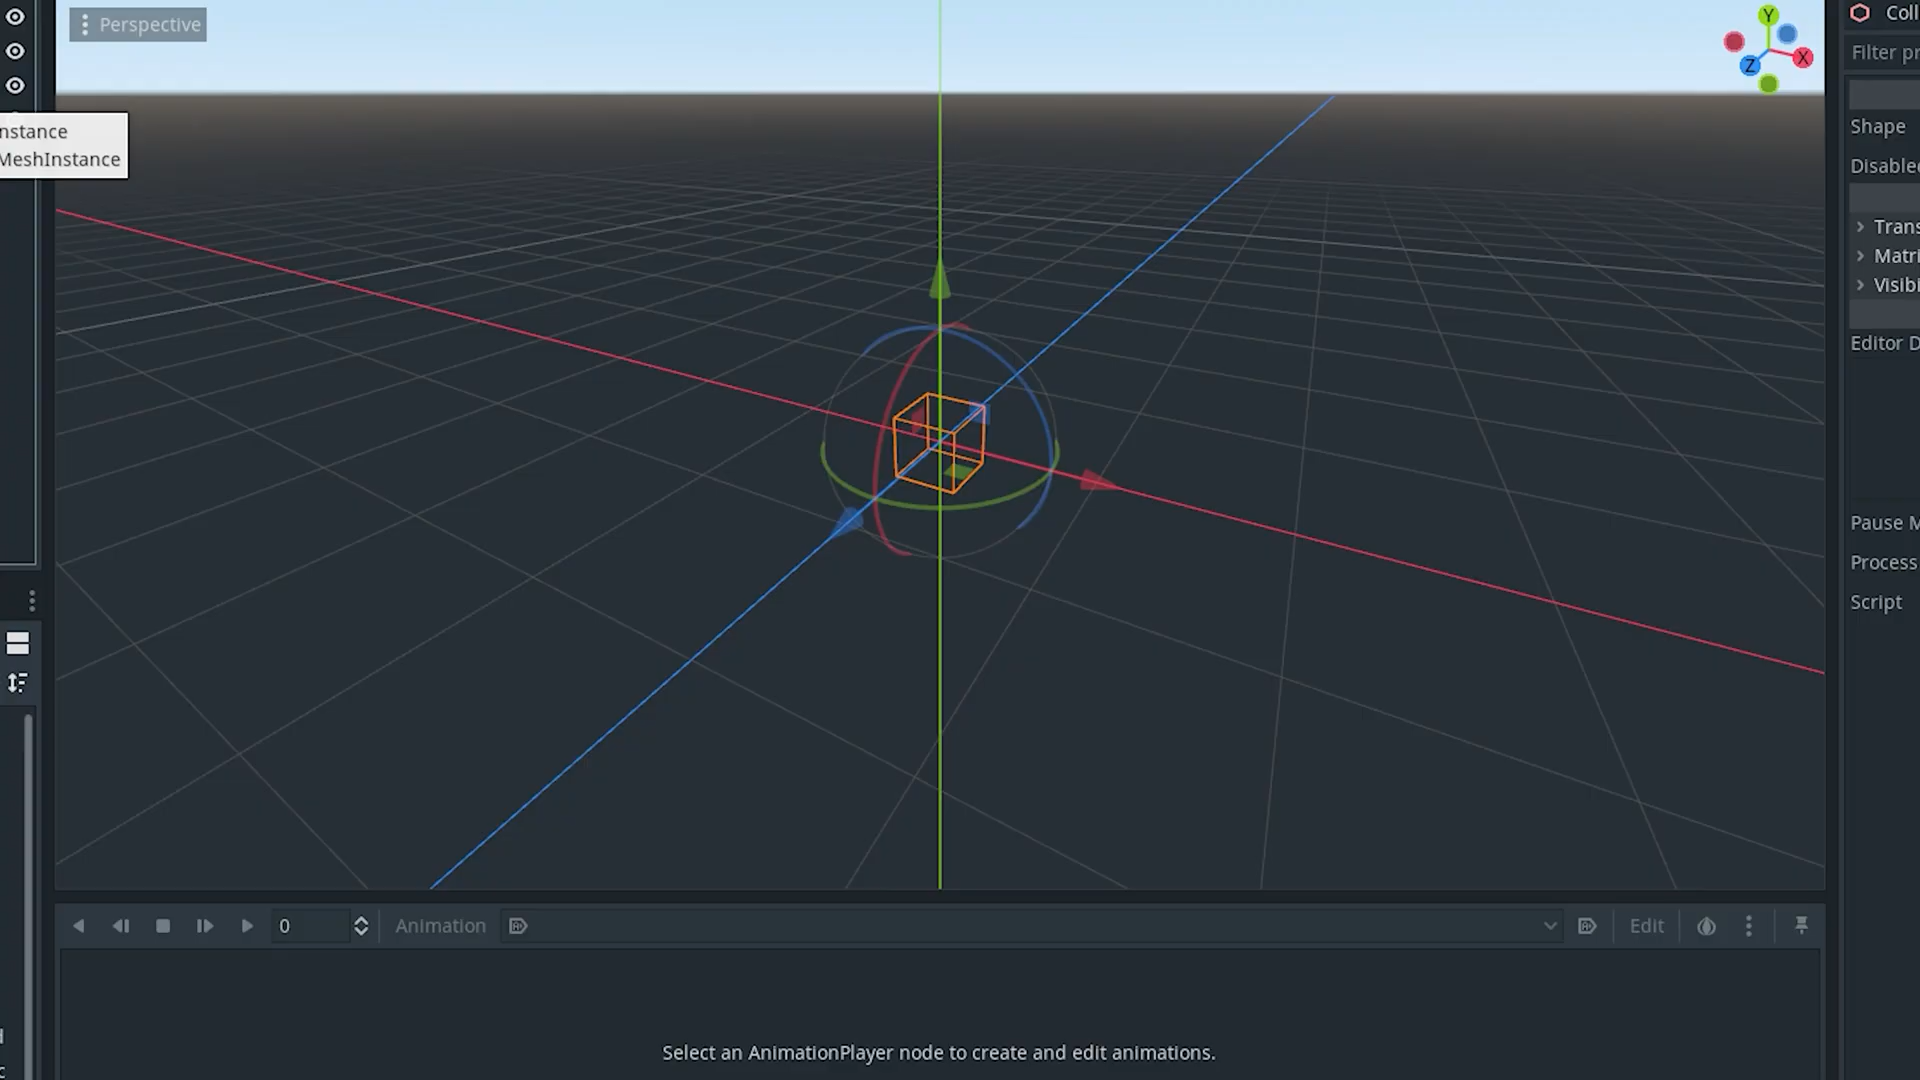 Perspective
Y
X
Z
nstance
MeshInstance
Coll
Filter pr
Shape
Disabled
Trans
Matri
Visibi
Editor D
Pause M
Process
Script
0
Animation
Edit
Select an AnimationPlayer node to create and edit animations.